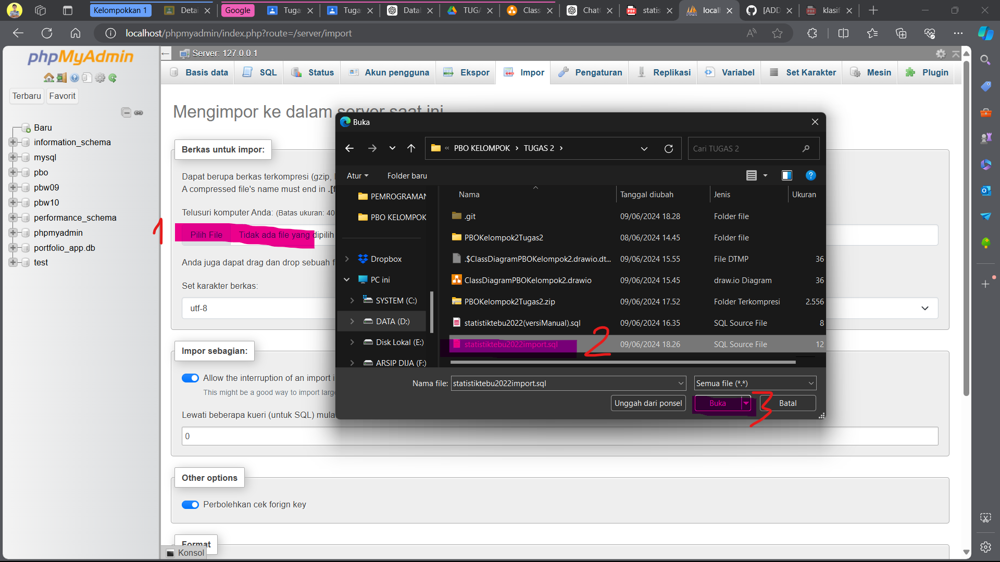 Kelompokkan 1
Detai
Google
Tuga
Tuga
Datal
TUGA
Class
Chat
statis
locall
[ADD
klasif
localhost/phpmyadmin/index.php?route=/server/import
phpMyAdmin
Terbaru
Favorit
Baru
information_schema
mysql
pbo
pbw09
pbw10
performance_schema
phpmyadmin
portfolio_app.db
test
Server: 127.0.0.1
Basis data
SQL
Status
Akun pengguna
Ekspor
Impor
Pengaturan
Replikasi
Variabel
Set Karakter
Mesin
Plugin
Mengimpor ke dalam server saat ini
Berkas untuk impor:
Dapat berupa berkas terkompresi (gzip,
A compressed file's name must end in .[f
Telusuri komputer Anda: (Batas ukuran: 40
1
Pilih File
Tidak ada file yang dipilih
Anda juga dapat drag dan drop sebuah f
Set karakter berkas:
utf-8
Impor sebagian:
Allow the interruption of an import i
This might be a good way to import large
Lewati beberapa kueri (untuk SQL) mula
0
Other options
Perbolehkan cek forign key
Format
Konsol
Buka
« PBO KELOMPOK › TUGAS 2 ›
Cari TUGAS 2
Atur
Folder baru
PEMROGRAMAN
PBO KELOMPOK
Dropbox
PC ini
SYSTEM (C:)
DATA (D:)
Disk Lokal (E:)
ARSIP DIJA (F:)
Nama
Tanggal diubah
Jenis
Ukuran
.git
09/06/2024 18.28
Folder file
PBOKelompok2Tugas2
08/06/2024 14.45
Folder file
.$ClassDiagramPBOKelompok2.drawio.dt...
09/06/2024 15.55
File DTMP
36
ClassDiagramPBOKelompok2.drawio
09/06/2024 15.45
draw.io Diagram
36
PBOKelompok2Tugas2.zip
09/06/2024 17.52
Folder Terkompresi
2.556
statistiktebu2022(versiManual).sql
09/06/2024 16.35
SQL Source File
8
statistiktebu2022import.sql
2
09/06/2024 18.26
SQL Source File
12
Nama file:
statistiktebu2022import.sql
Semua file (*.*)
Unggah dari ponsel
Buka
3
Batal